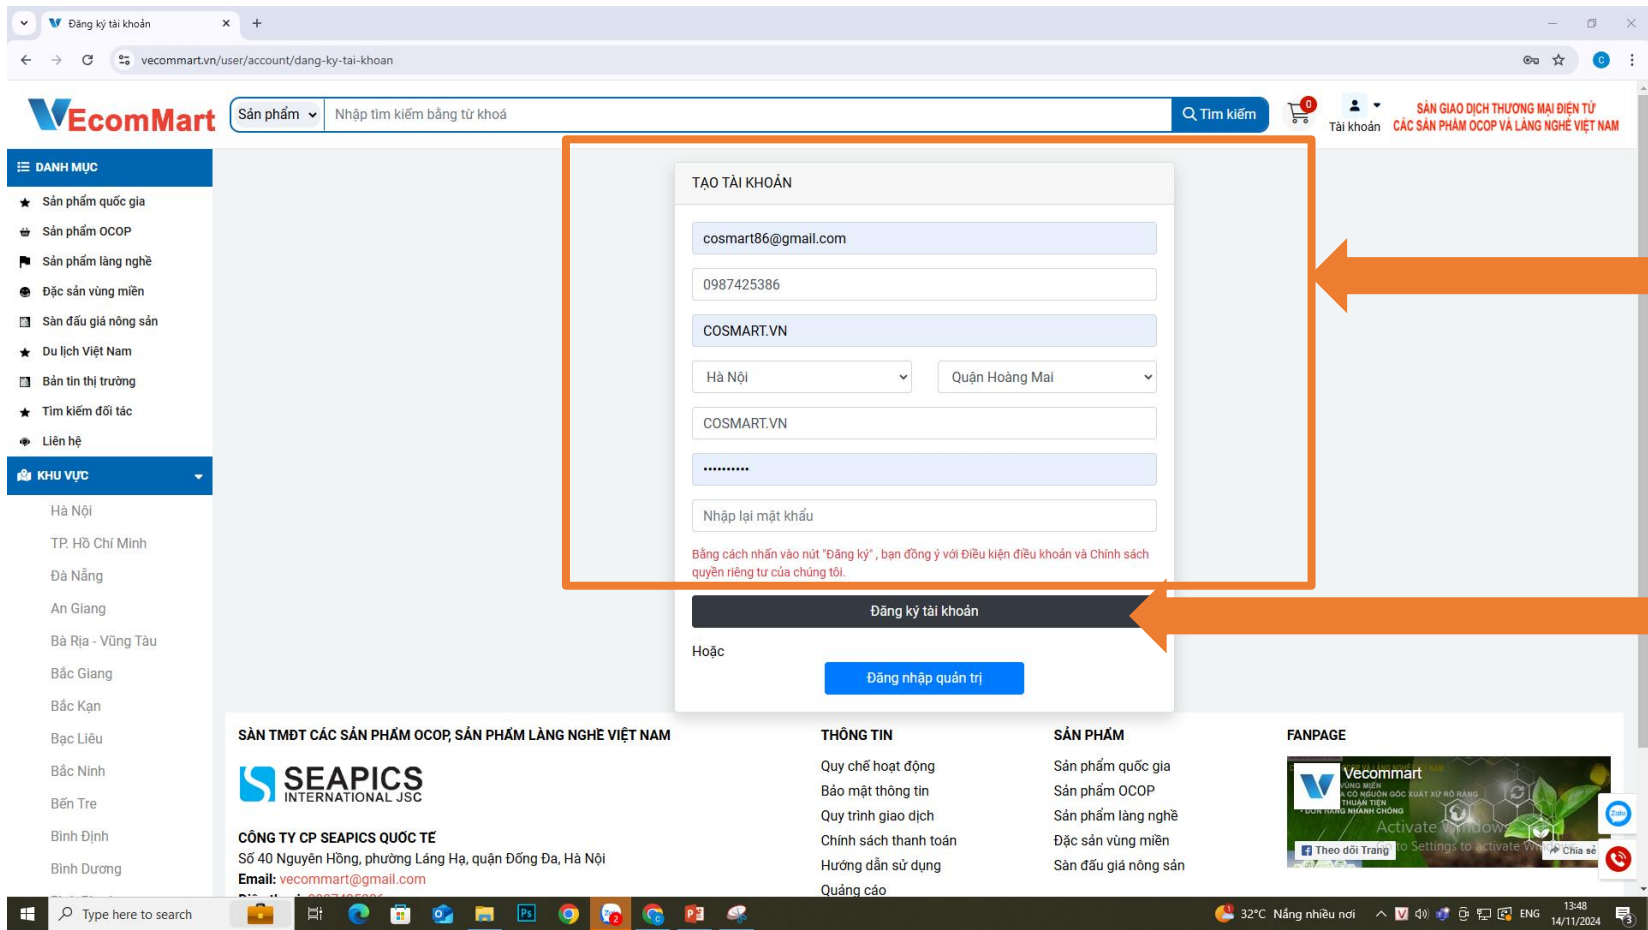 Đăng ký tài khoản
vecommart.vn/user/account/dang-ky-tai-khoan
C
VEcomMart
Sản phẩm
Nhập tìm kiếm bằng từ khoá
Tìm kiếm
0
Tài khoản
SÀN GIAO DỊCH THƯƠNG MẠI ĐIỆN TỬ
CÁC SẢN PHẨM OCOP VÀ LÀNG NGHỀ VIỆT NAM
DANH MỤC
Sản phẩm quốc gia
Sản phẩm OCOP
Sản phẩm làng nghề
Đặc sản vùng miền
Sàn đấu giá nông sản
Du lịch Việt Nam
Bản tin thị trường
Tìm kiếm đối tác
Liên hệ
KHU VỰC
Hà Nội
TP. Hồ Chí Minh
Đà Nẵng
An Giang
Bà Rịa - Vũng Tàu
Bắc Giang
Bắc Kạn
Bạc Liêu
Bắc Ninh
Bến Tre
Bình Định
Bình Dương
TẠO TÀI KHOẢN
cosmart86@gmail.com
0987425386
COSMART.VN
Hà Nội
Quận Hoàng Mai
COSMART.VN
••••••••••
Nhập lại mật khẩu
Bằng cách nhấn vào nút "Đăng ký" , bạn đồng ý với Điều kiện điều khoản và Chính sách
quyền riêng tư của chúng tôi.
Đăng ký tài khoản
Hoặc
Đăng nhập quản trị
SÀN TMĐT CÁC SẢN PHẨM OCOP, SẢN PHẨM LÀNG NGHỀ VIỆT NAM
SEAPICS
INTERNATIONAL JSC
CÔNG TY CP SEAPICS QUỐC TẾ
Số 40 Nguyên Hồng, phường Láng Hạ, quận Đống Đa, Hà Nội
Email: vecommart@gmail.com
THÔNG TIN
Quy chế hoạt động
Bảo mật thông tin
Quy trình giao dịch
Chính sách thanh toán
Hướng dẫn sử dụng
Quảng cáo
SẢN PHẨM
Sản phẩm quốc gia
Sản phẩm OCOP
Sản phẩm làng nghề
Đặc sản vùng miền
Sàn đấu giá nông sản
FANPAGE
Vecommart
Theo dõi Trang
Chia sẻ
Activate Windows
to Settings to activate Windows
Zalo
Type here to search
Ps
32°C Nắng nhiều nơi
ENG
13:48
14/11/2024